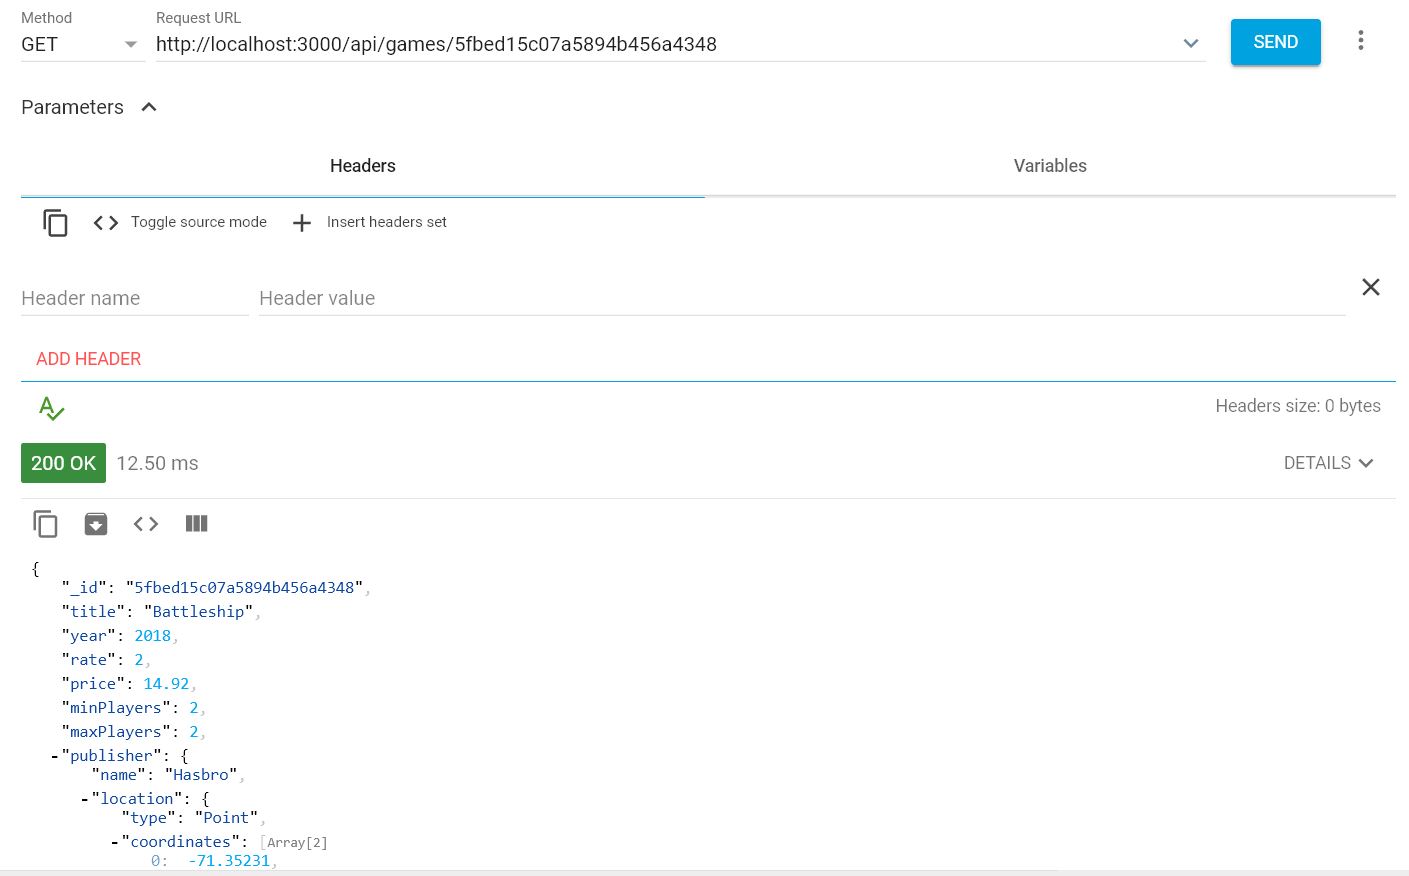 Method
Request URL
GET
http://localhost:3000/api/games/5fbed15c07a5894b456a4348
SEND
Parameters
Headers
Variables
Toggle source mode
Insert headers set
Header name
Header value
ADD HEADER
Headers size: 0 bytes
200 OK
12.50 ms
DETAILS
{
"_id": "5fbed15c07a5894b456a4348",
"title": "Battleship",
"year": 2018,
"rate": 2,
"price": 14.92,
"minPlayers": 2,
"maxPlayers": 2,
-"publisher": {
"name": "Hasbro",
-"location": {
"type": "Point",
-"coordinates": [Array[2]
0: -71.35231,